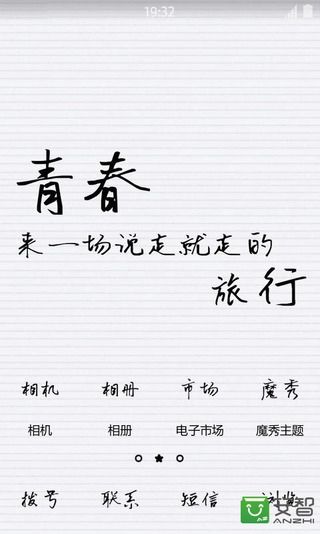 19:32
青春
来一场说走就走的
旅行
相机 相册 市场 魔秀
相机 相册 电子市场 魔秀主题
拨号 联系 短信 浏览
安智
ANZHI